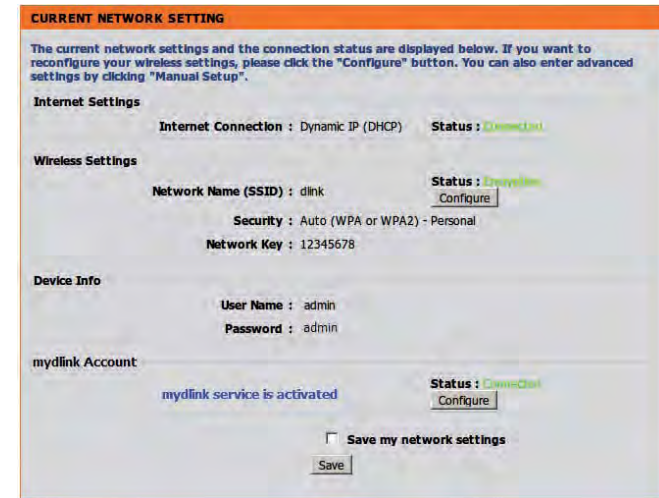 CURRENT NETWORK SETTING
The current network settings and the connection status are displayed below. If you want to
reconfigure your wireless settings, please click the "Configure" button. You can also enter advanced
settings by clicking "Manual Setup".
Internet Settings
Internet Connection : Dynamic IP (DHCP) Status :
Wireless Settings
Status :
Network Name (SSID) : dlink Configure
Security : Auto (WPA or WPA2) - Personal
Network Key : 12345678
Device Info
User Name : admin
Password : admin
mydlink Account
Status :
mydlink service is activated Configure
Save my network settings
Save